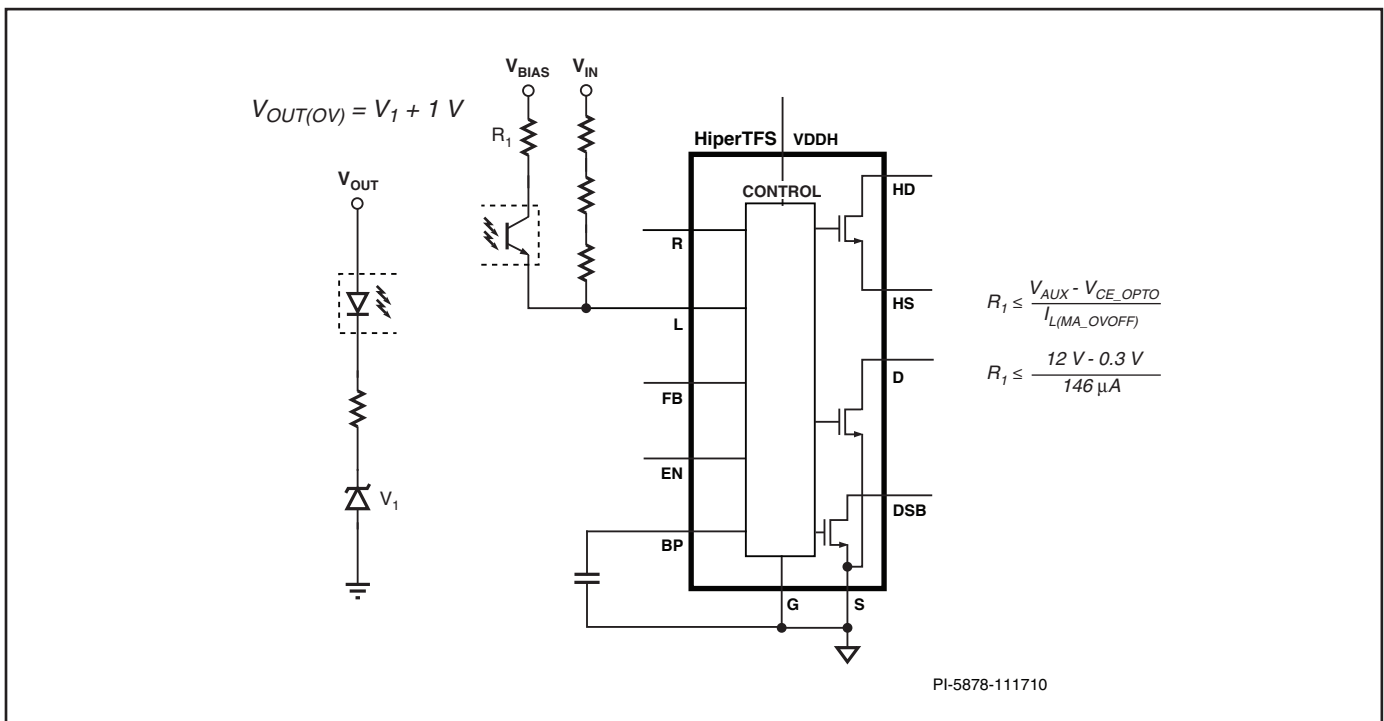 V_BIAS V_IN
V_OUT(OV) = V_1 + 1 V
R_1
HiperTFS VDDH
V_OUT
CONTROL
HD
R
HS
R_1 ≤ (V_AUX - V_CE_OPTO) / I_L(MA_OVOFF)
L
D
R_1 ≤ (12 V - 0.3 V) / 146 μA
FB
EN
V_1
DSB
BP
G S
PI-5878-111710